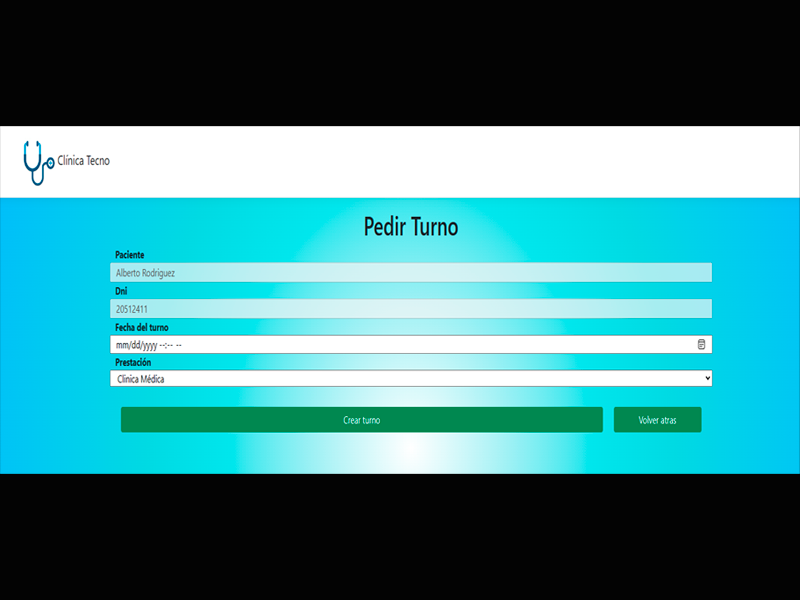 Clínica Tecno
Pedir Turno
Paciente
Alberto Rodriguez
Dni
20512411
Fecha del turno
mm/dd/yyyy --:-- --
Prestación
Clinica Médica
Crear turno
Volver atras